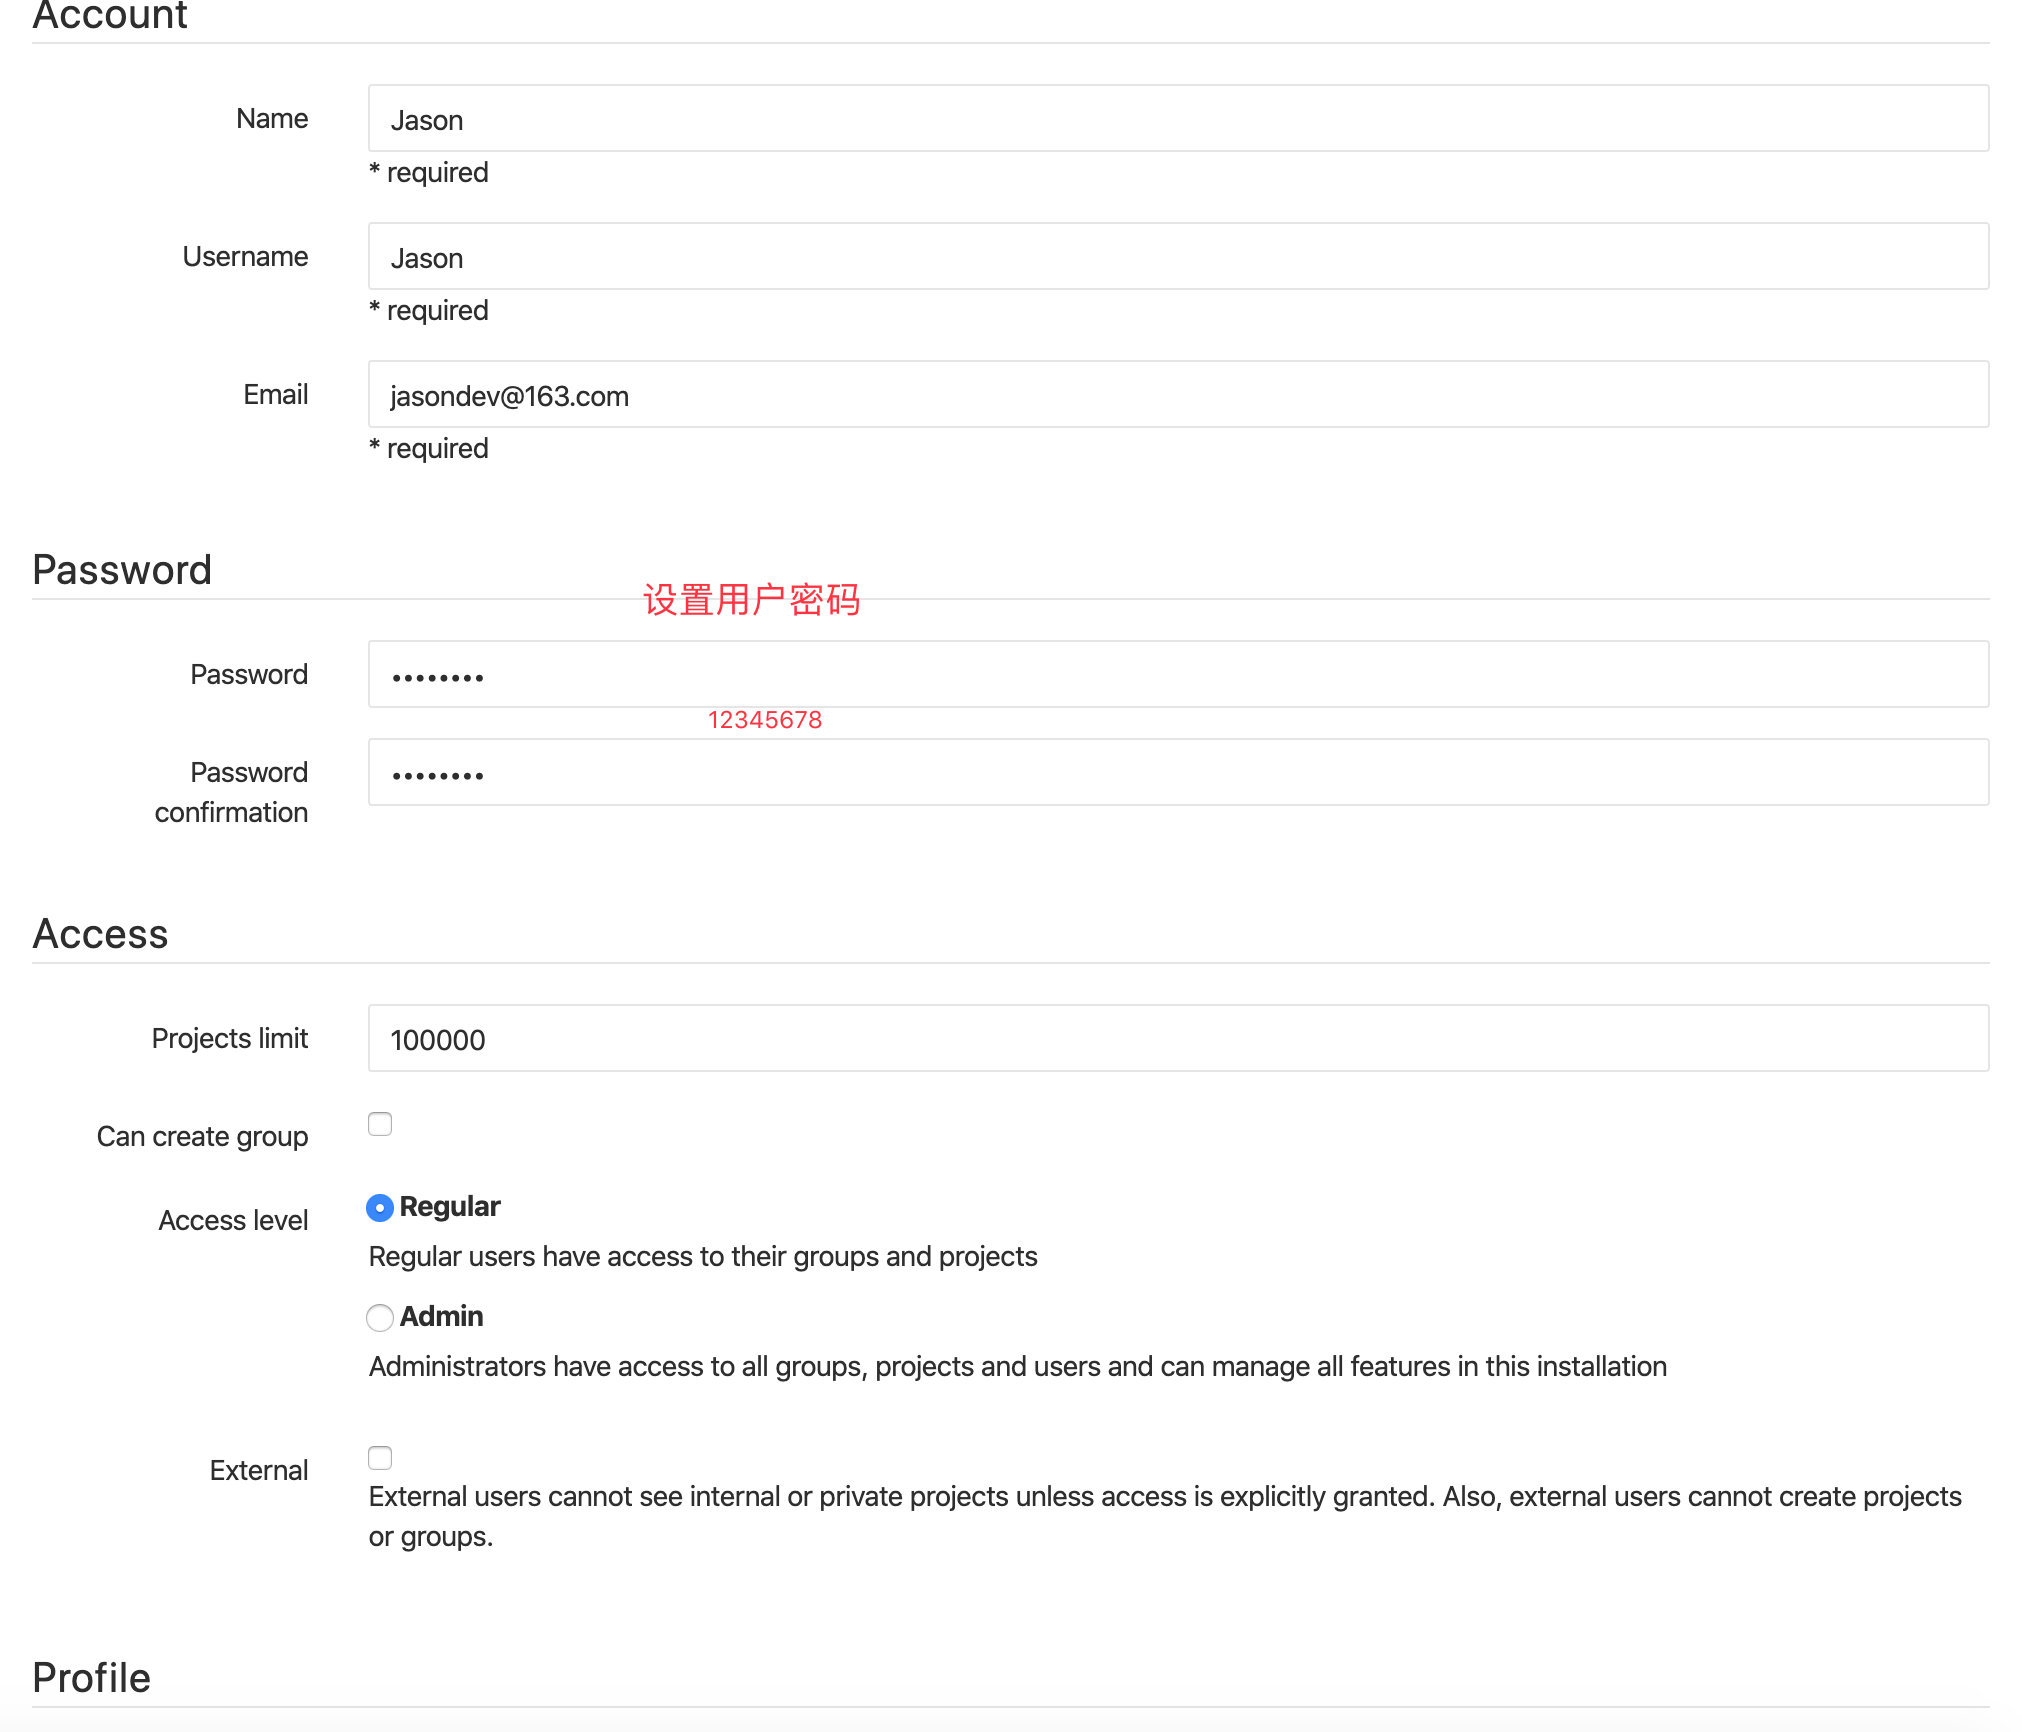 Account
Name
Jason
* required
Username
Jason
* required
Email
jasondev@163.com
* required
Password
设置用户密码
Password
••••••••
12345678
Password
confirmation
••••••••
Access
Projects limit
100000
Can create group
Access level
Regular
Regular users have access to their groups and projects
Admin
Administrators have access to all groups, projects and users and can manage all features in this installation
External
External users cannot see internal or private projects unless access is explicitly granted. Also, external users cannot create projects
or groups.
Profile